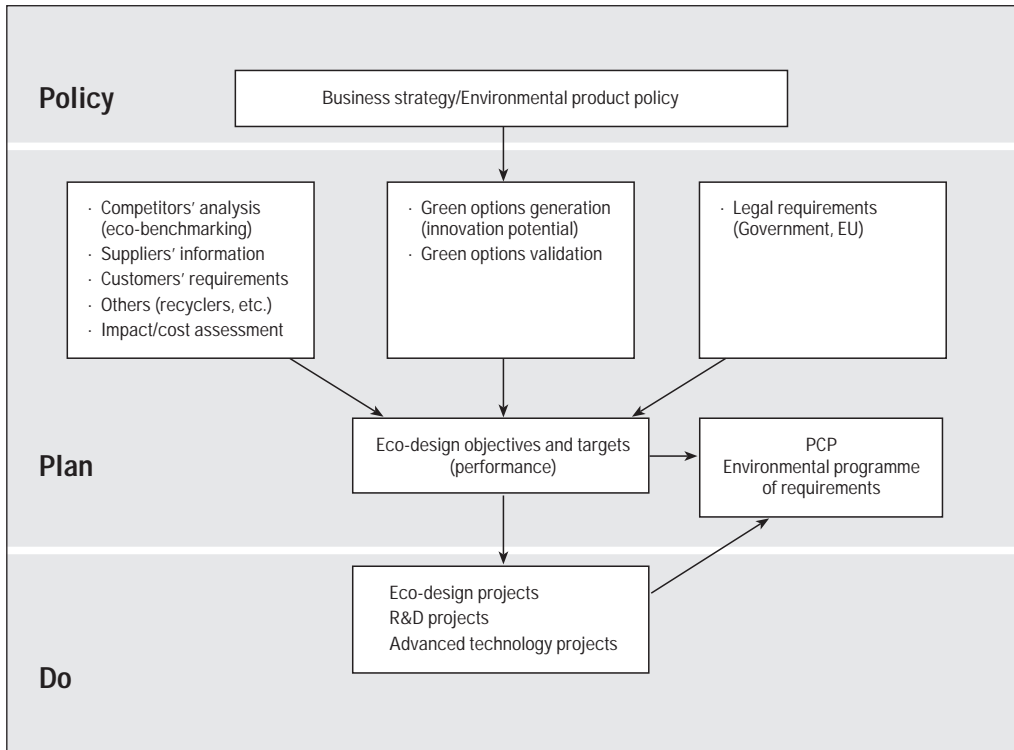 Policy
Business strategy/Environmental product policy
· Competitors’ analysis
(eco-benchmarking)
· Suppliers’ information
· Customers’ requirements
· Others (recyclers, etc.)
· Impact/cost assessment
· Green options generation
(innovation potential)
· Green options validation
· Legal requirements
(Government, EU)
Plan
Eco-design objectives and targets
(performance)
PCP
Environmental programme
of requirements
Eco-design projects
R&D projects
Advanced technology projects
Do